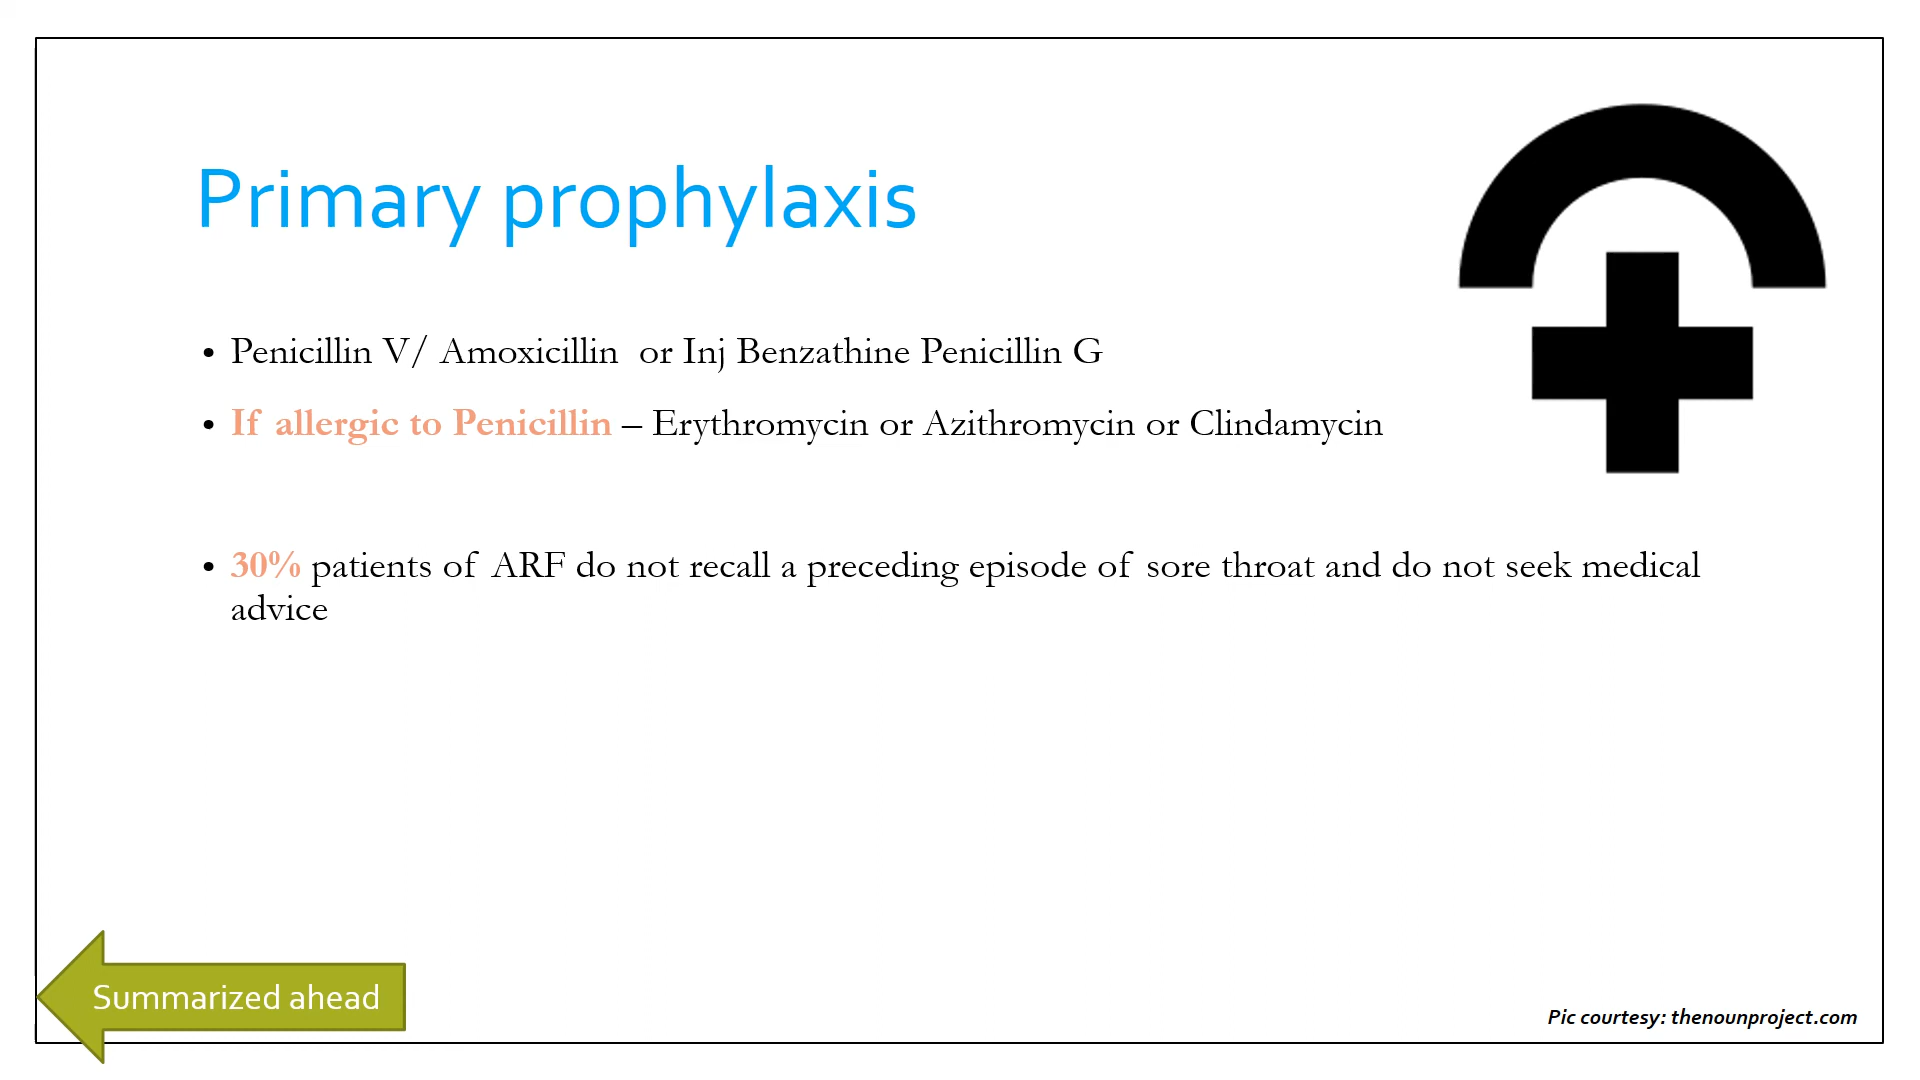 Primary prophylaxis
• Penicillin V/ Amoxicillin  or Inj Benzathine Penicillin G
• If allergic to Penicillin – Erythromycin or Azithromycin or Clindamycin
• 30% patients of ARF do not recall a preceding episode of sore throat and do not seek medical
advice
Summarized ahead
Pic courtesy: thenounproject.com